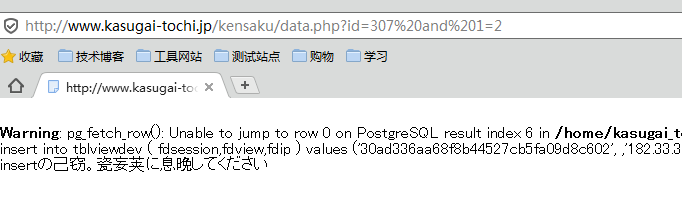 http://www.kasugai-tochi.jp/kensaku/data.php?id=307%20and%201=2
收藏 技术博客 工具网站 测试站点 购物 学习
http://www.kasugai-toc
Warning: pg_fetch_row(): Unable to jump to row 0 on PostgreSQL result index 6 in /home/kasugai_t
insert into tblviewdev ( fdsession,fdview,fdip ) values ('30ad336aa68f8b44527cb5fa09d8c602', ,'182.33.3
insertの己窃。瓷妄英に息晩してください